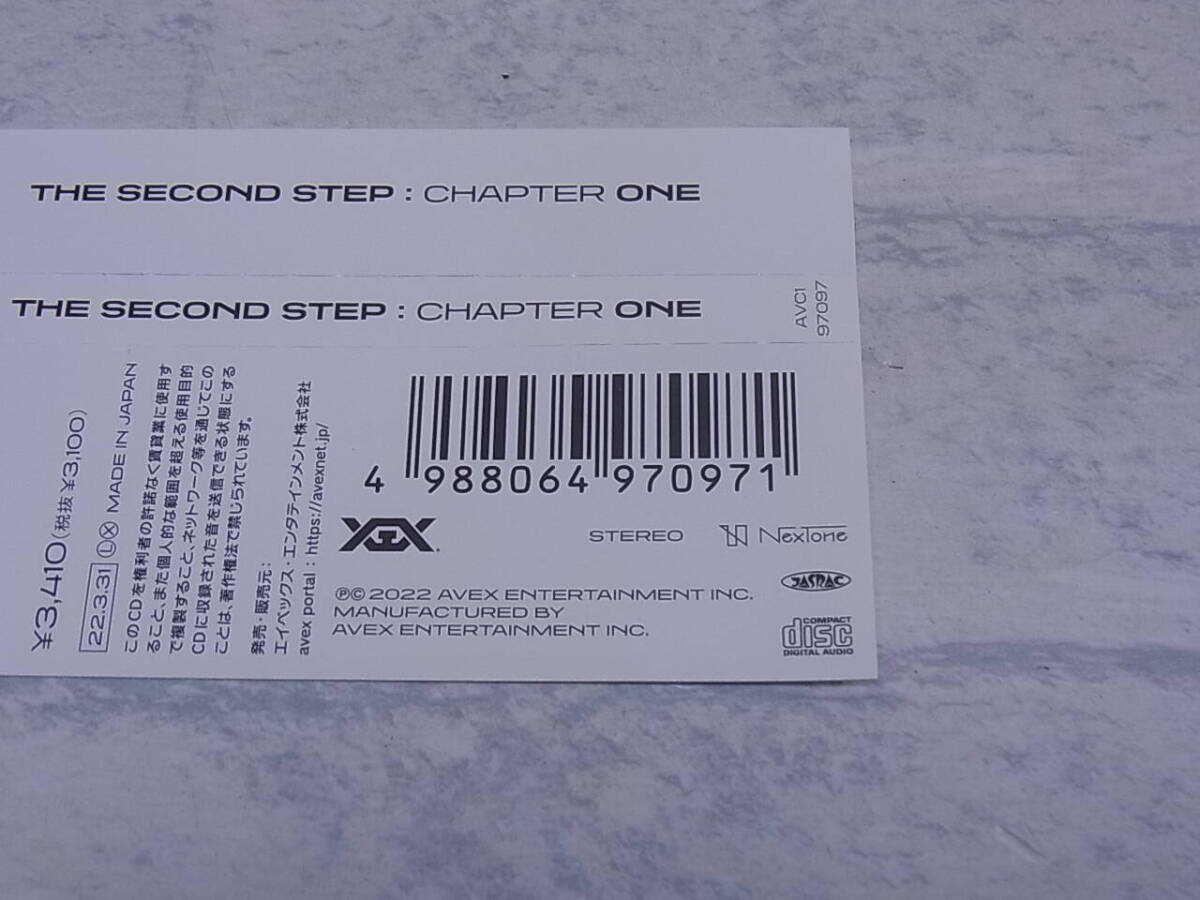 THE SECOND STEP : CHAPTER ONE
THE SECOND STEP : CHAPTER ONE
AVC1
97097
¥3,410(税抜¥3,100)
22.3.31 Ⓛ Ⓧ MADE IN JAPAN
このCDを権利者の許諾なく賃貸業に使用す
ること、また個人的な範囲を超える使用目的
で複製すること、ネットワーク等を通じてこの
CDに収録された音を送信できる状態にする
ことは、著作権法で禁じられています。
発売・販売元:
エイベックス・エンタテインメント株式会社
avex portal : https://avexnet.jp/
4 988064 970971
YGEX
STEREO
NexTone
JASRAC
Ⓟ© 2022 AVEX ENTERTAINMENT INC.
MANUFACTURED BY
AVEX ENTERTAINMENT INC.
COMPACT
disc
DIGITAL AUDIO